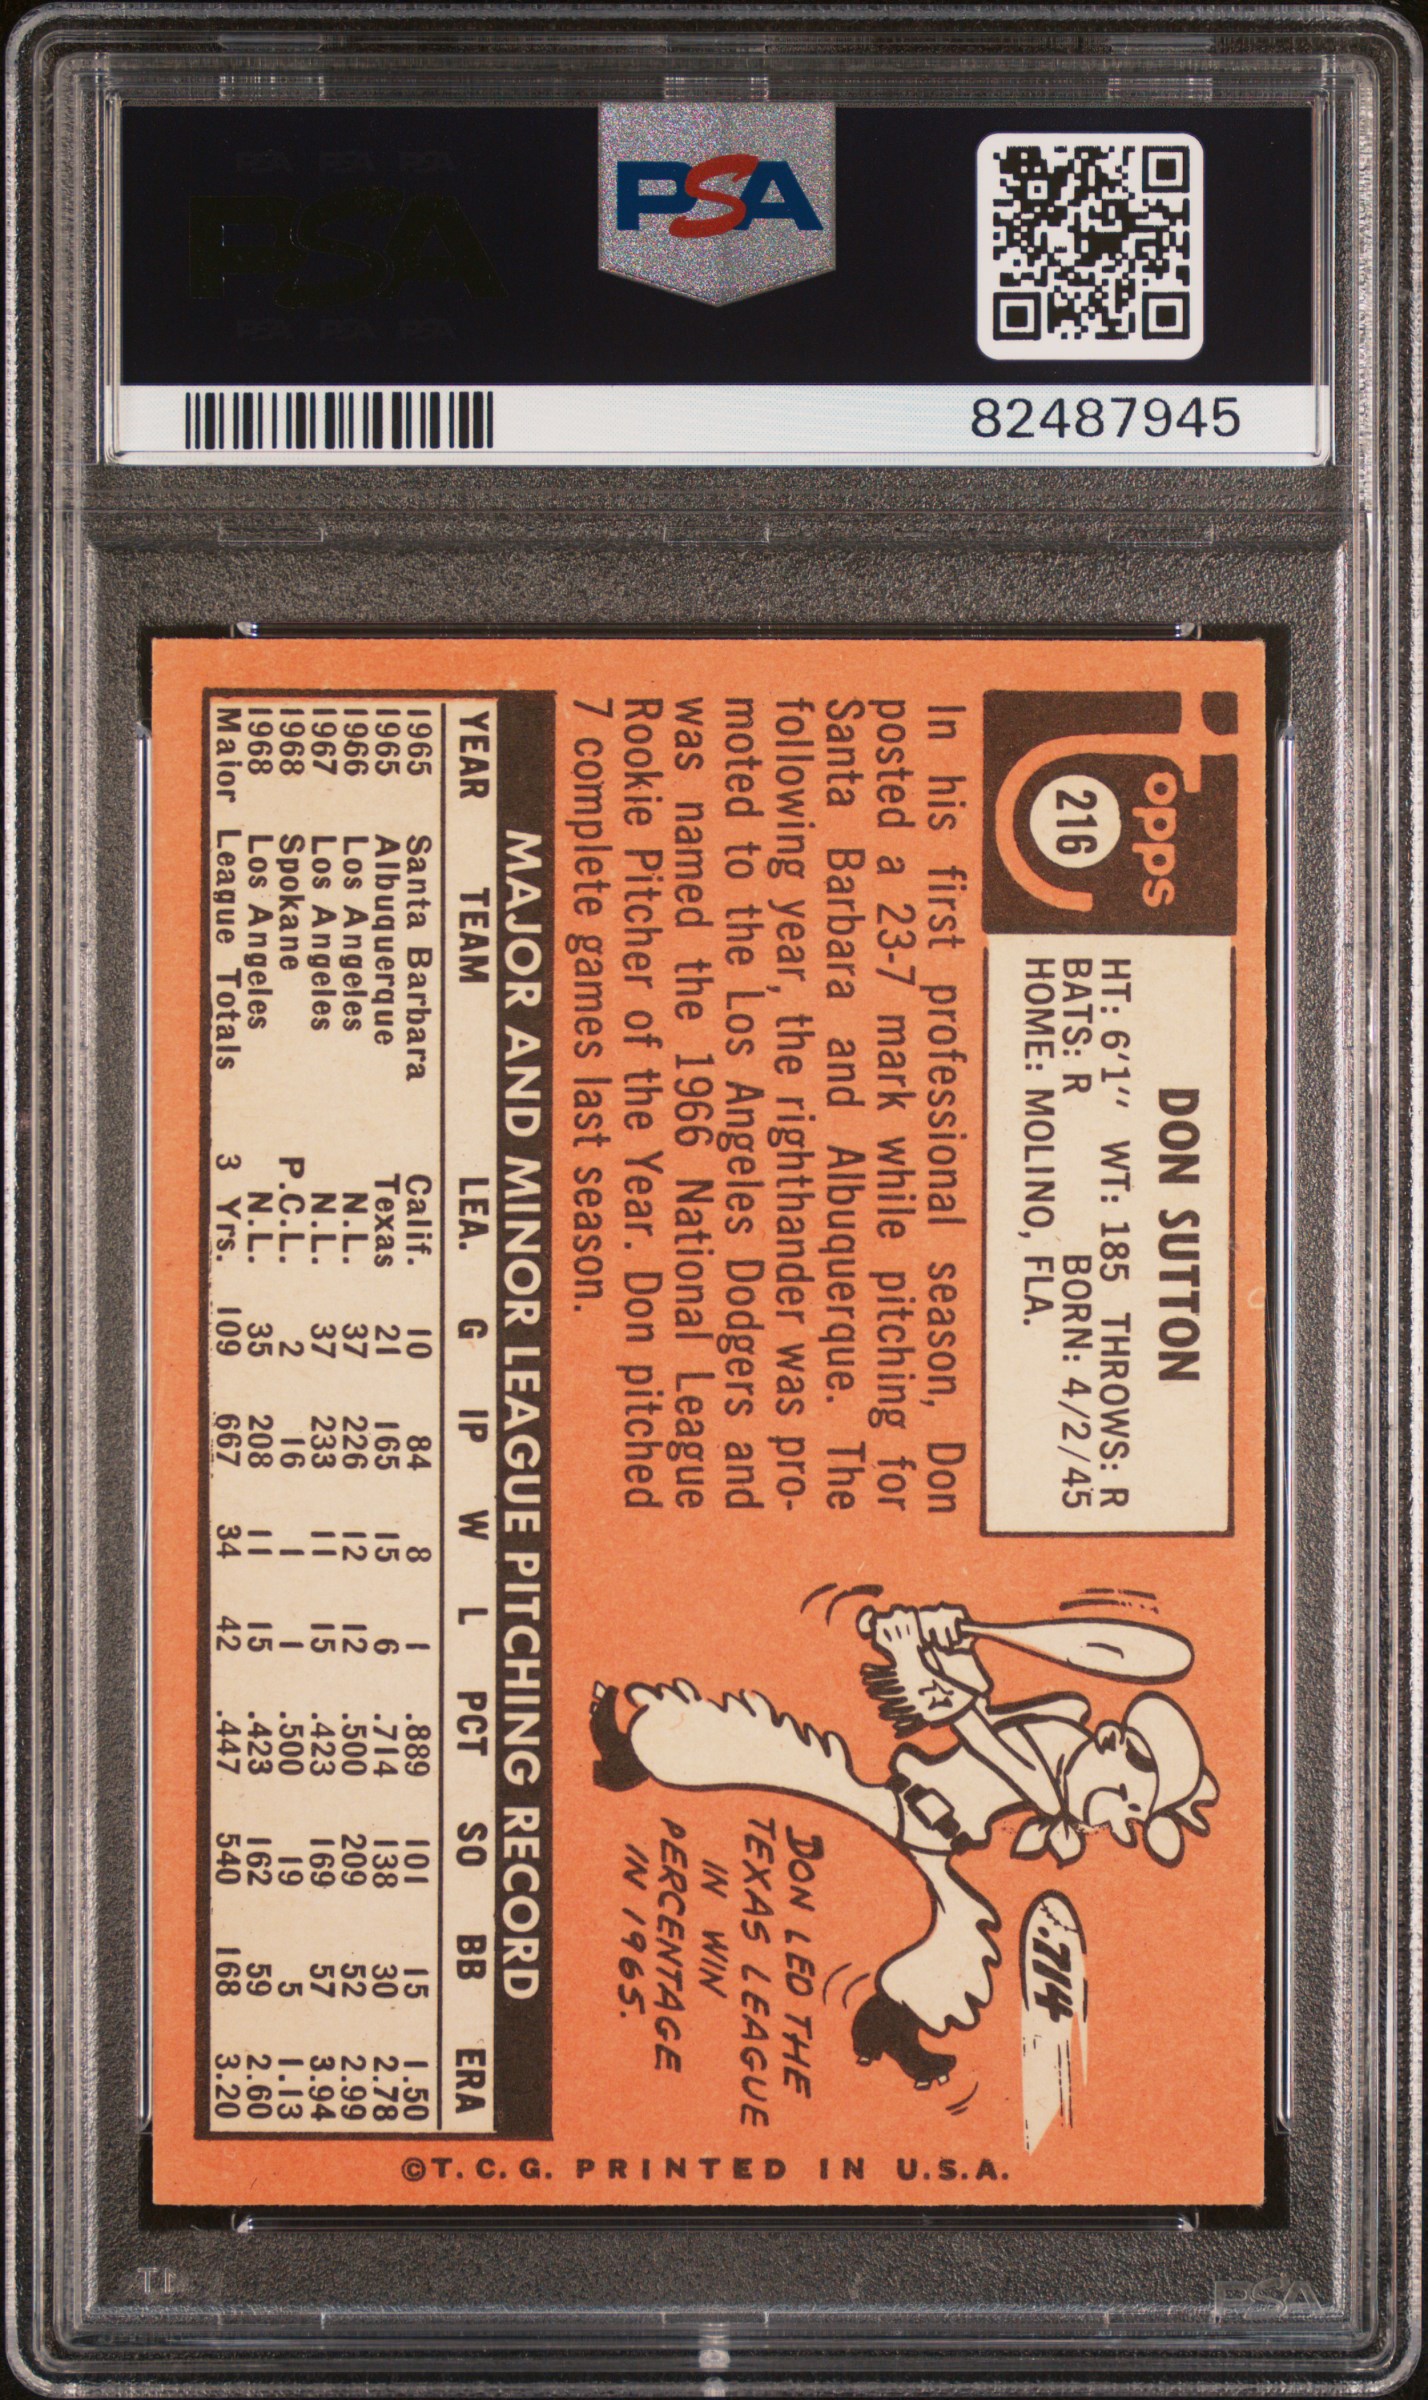 PSA
82487945
Topps
216
DON SUTTON
HT: 6'1" WT: 185 THROWS: R
BATS: R BORN: 4/2/45
HOME: MOLINO, FLA.
In his first professional season, Don
posted a 23-7 mark while pitching for
Santa Barbara and Albuquerque. The
following year, the righthander was pro-
moted to the Los Angeles Dodgers and
was named the 1966 National League
Rookie Pitcher of the Year. Don pitched
7 complete games last season.
.714
DON LED THE
TEXAS LEAGUE
IN WIN
PERCENTAGE
IN 1965.
MAJOR AND MINOR LEAGUE PITCHING RECORD
YEAR TEAM LEA. G IP W L PCT SO BB ERA
1965 Santa Barbara Calif. 10 84 8 1 .889 101 15 1.50
1965 Albuquerque Texas 21 165 15 6 .714 138 30 2.78
1966 Los Angeles N.L. 37 226 12 12 .500 209 52 2.99
1967 Los Angeles N.L. 37 233 11 15 .423 169 57 3.94
1968 Spokane P.C.L. 2 16 1 1 .500 19 5 1.13
1968 Los Angeles N.L. 35 208 11 15 .423 162 59 2.60
Major League Totals 3 Yrs. 109 667 34 42 .447 540 168 3.20
©T.C.G. PRINTED IN U.S.A.
PSA